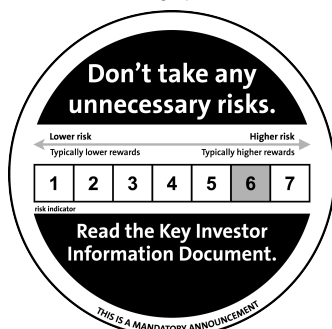 Don't take any
unnecessary risks.
Lower risk Higher risk
Typically lower rewards Typically higher rewards
1 2 3 4 5 6 7
risk indicator
Read the Key Investor
Information Document.
THIS IS A MANDATORY ANNOUNCEMENT